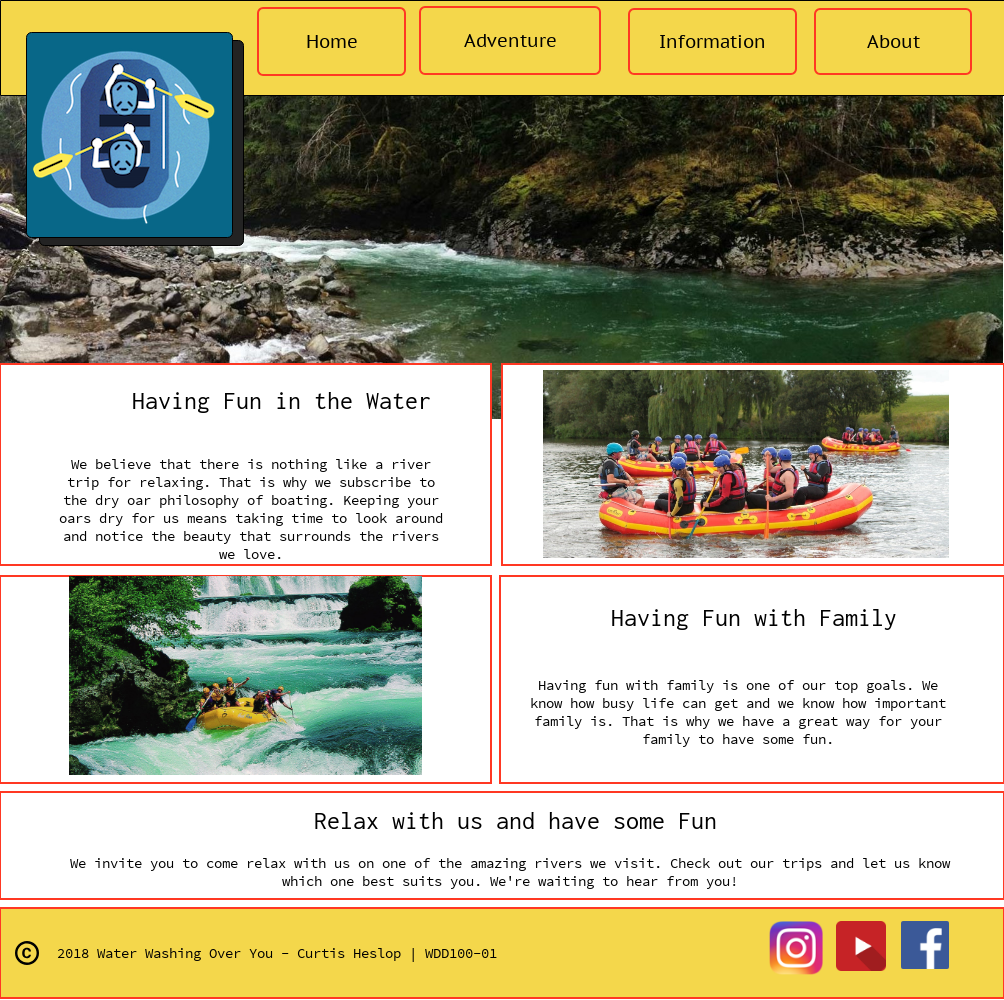 Home
Adventure
Information
About
Having Fun in the Water
We believe that there is nothing like a river
trip for relaxing. That is why we subscribe to
the dry oar philosophy of boating. Keeping your
oars dry for us means taking time to look around
and notice the beauty that surrounds the rivers
we love.
Having Fun with Family
Having fun with family is one of our top goals. We
know how busy life can get and we know how important
family is. That is why we have a great way for your
family to have some fun.
Relax with us and have some Fun
We invite you to come relax with us on one of the amazing rivers we visit. Check out our trips and let us know
which one best suits you. We're waiting to hear from you!
© 2018 Water Washing Over You - Curtis Heslop | WDD100-01